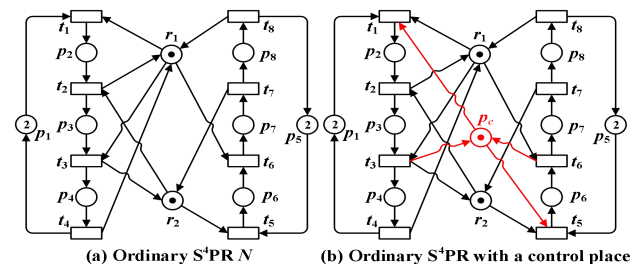 t1
r1
t8
p2
p8
t2
t7
2
p1
p3
p7
2
p5
t3
t6
p4
p6
t4
r2
t5
(a) Ordinary S⁴PR N
t1
r1
t8
p2
p8
t2
t7
pc
2
p1
p3
p7
2
p5
t3
t6
p4
p6
t4
r2
t5
(b) Ordinary S⁴PR with a control place